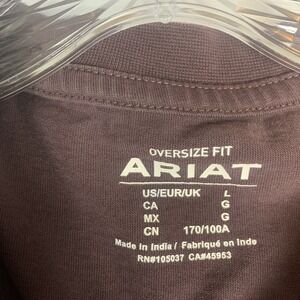 OVERSIZE FIT
ARIAT
US/EUR/UK L
CA G
MX G
CN 170/100A
Made in India / Fabriqué en Inde
RN#105037 CA#45953